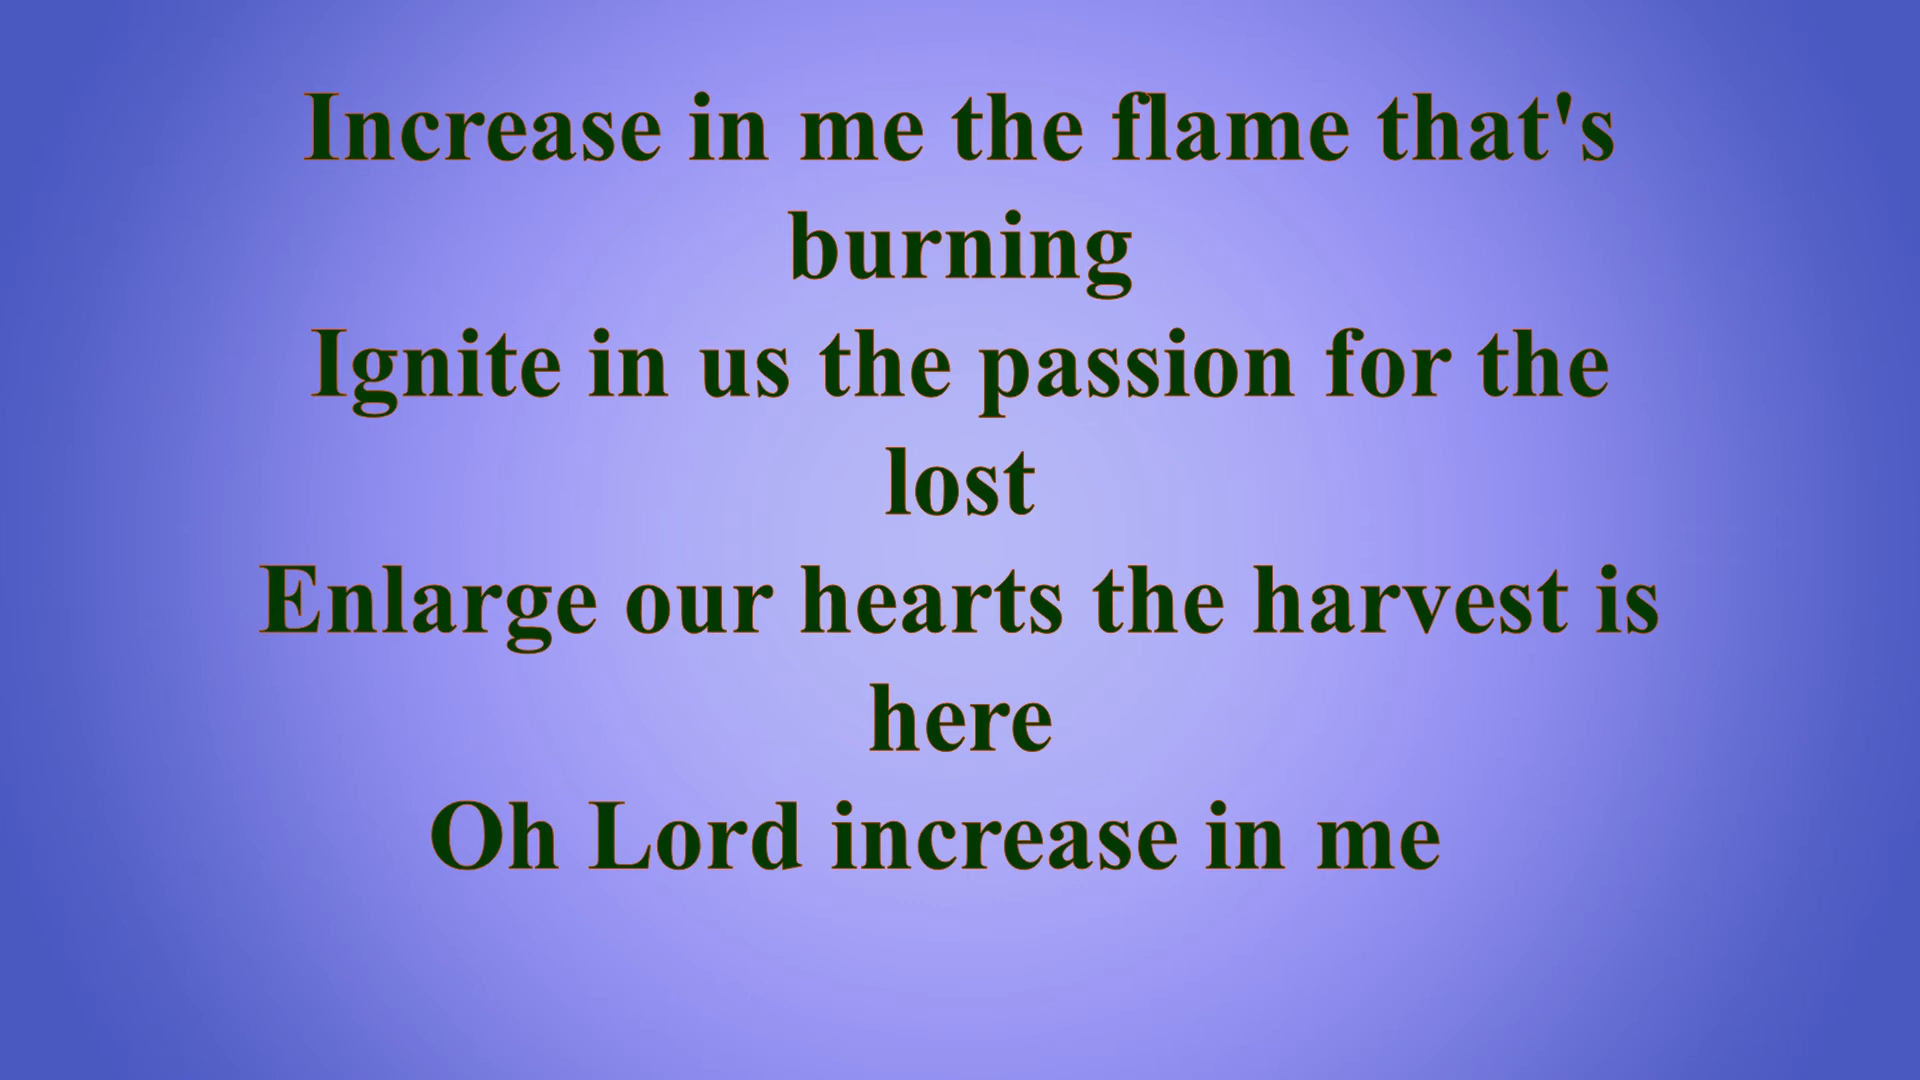 Increase in me the flame that's
burning
Ignite in us the passion for the
lost
Enlarge our hearts the harvest is
here
Oh Lord increase in me